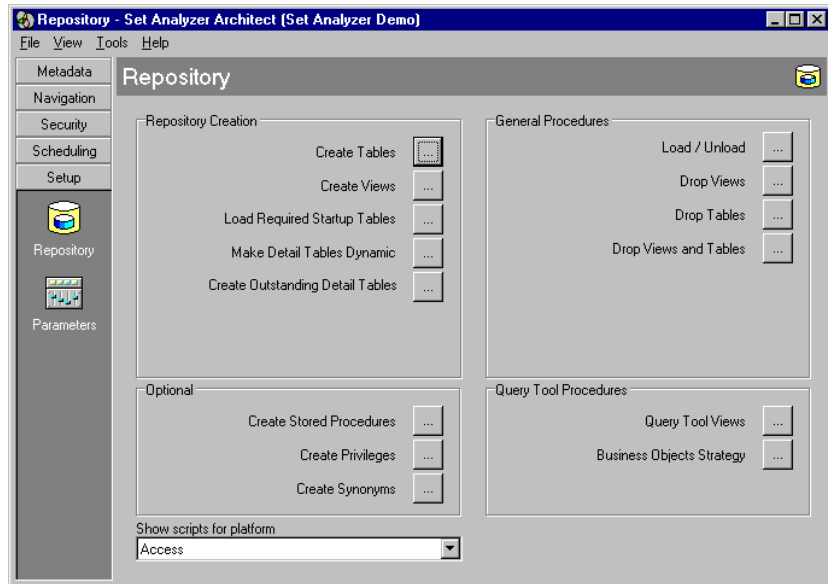 Repository - Set Analyzer Architect (Set Analyzer Demo)
File View Tools Help
Metadata
Navigation
Security
Scheduling
Setup
Repository
Parameters
Repository
Repository Creation
Create Tables ...
Create Views ...
Load Required Startup Tables ...
Make Detail Tables Dynamic ...
Create Outstanding Detail Tables ...
General Procedures
Load / Unload ...
Drop Views ...
Drop Tables ...
Drop Views and Tables ...
Optional
Create Stored Procedures ...
Create Privileges ...
Create Synonyms ...
Query Tool Procedures
Query Tool Views ...
Business Objects Strategy ...
Show scripts for platform
Access